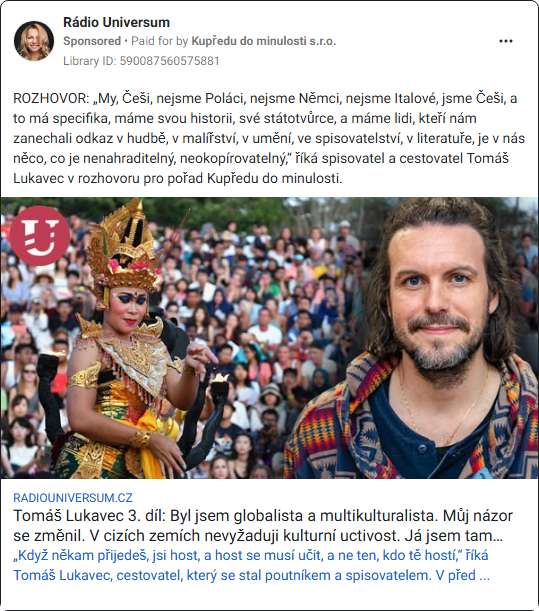 Rádio Universum
Sponsored • Paid for by Kupředu do minulosti s.r.o.
Library ID: 590087560575881
ROZHOVOR: „My, Češi, nejsme Poláci, nejsme Němci, nejsme Italové, jsme Češi, a
to má specifika, máme svou historii, své státotvůrce, a máme lidi, kteří nám
zanechali odkaz v hudbě, v malířství, v umění, ve spisovatelství, v literatuře, je v nás
něco, co je nenahraditelný, neokopírovatelný,“ říká spisovatel a cestovatel Tomáš
Lukavec v rozhovoru pro pořad Kupředu do minulosti.
U
RADIOUNIVERSUM.CZ
Tomáš Lukavec 3. díl: Byl jsem globalista a multikulturalista. Můj názor
se změnil. V cizích zemích nevyžaduji kulturní uctivost. Já jsem tam...
„Když někam přijedeš, jsi host, a host se musí učit, a ne ten, kdo tě hostí,“ říká
Tomáš Lukavec, cestovatel, který se stal poutníkem a spisovatelem. V před ...